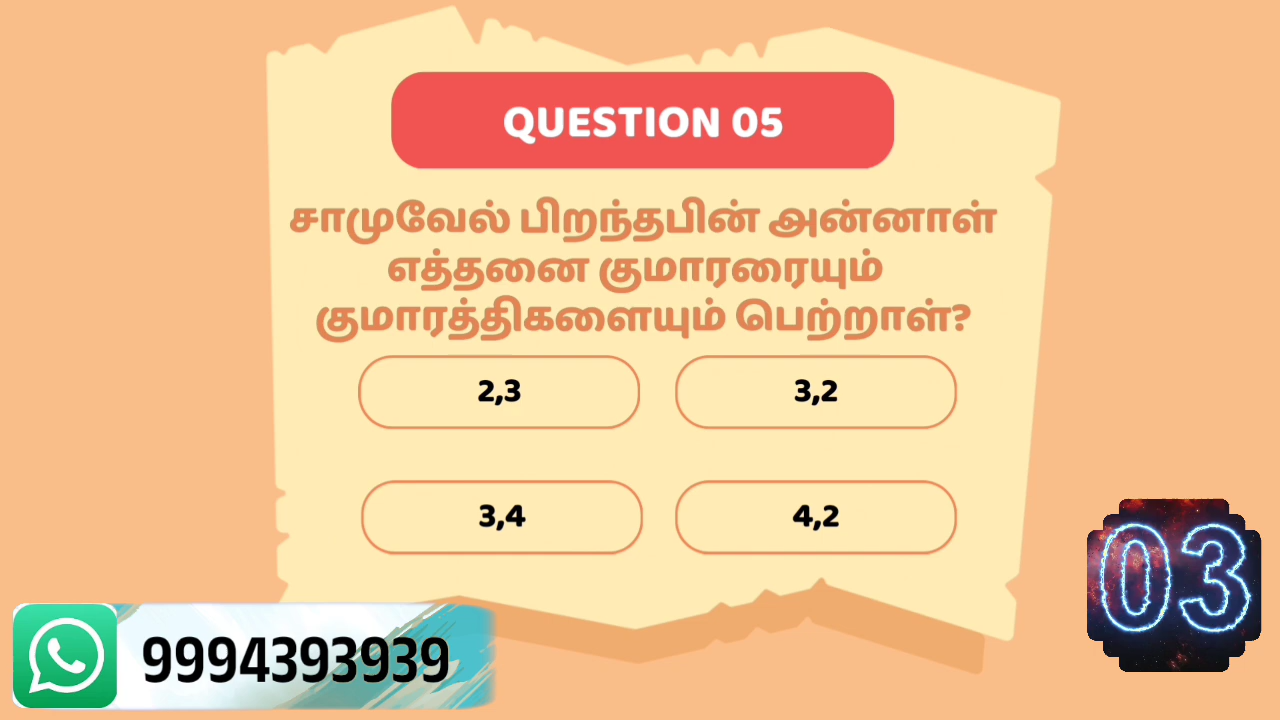 QUESTION 05
சாமுவேல் பிறந்தபின் அன்னாள்
எத்தனை குமாரரையும்
குமாரத்திகளையும் பெற்றாள்?
2,3
3,2
3,4
4,2
03
9994393939